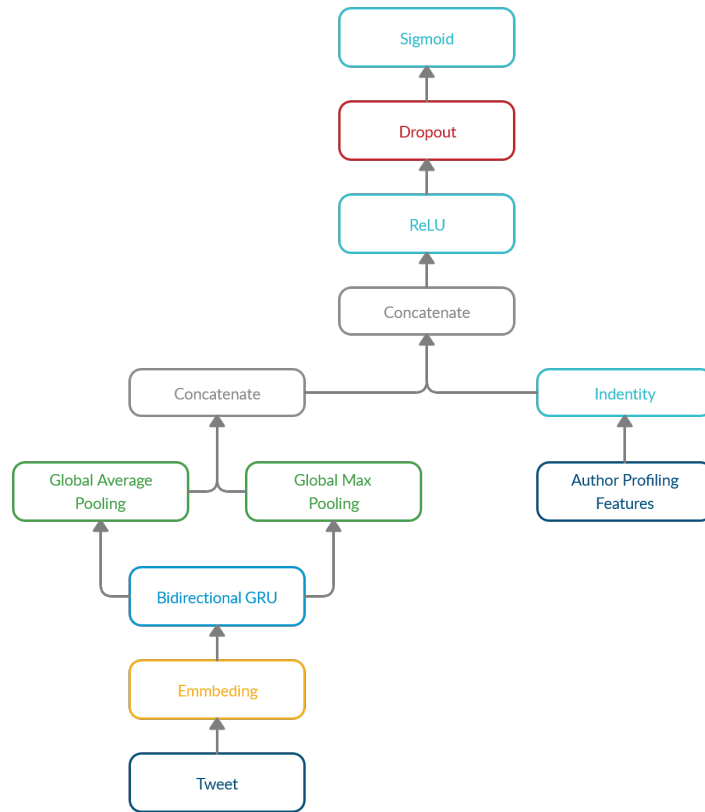 Sigmoid
Dropout
ReLU
Concatenate
Concatenate
Indentity
Global Average
Pooling
Global Max
Pooling
Author Profiling
Features
Bidirectional GRU
Emmbeding
Tweet